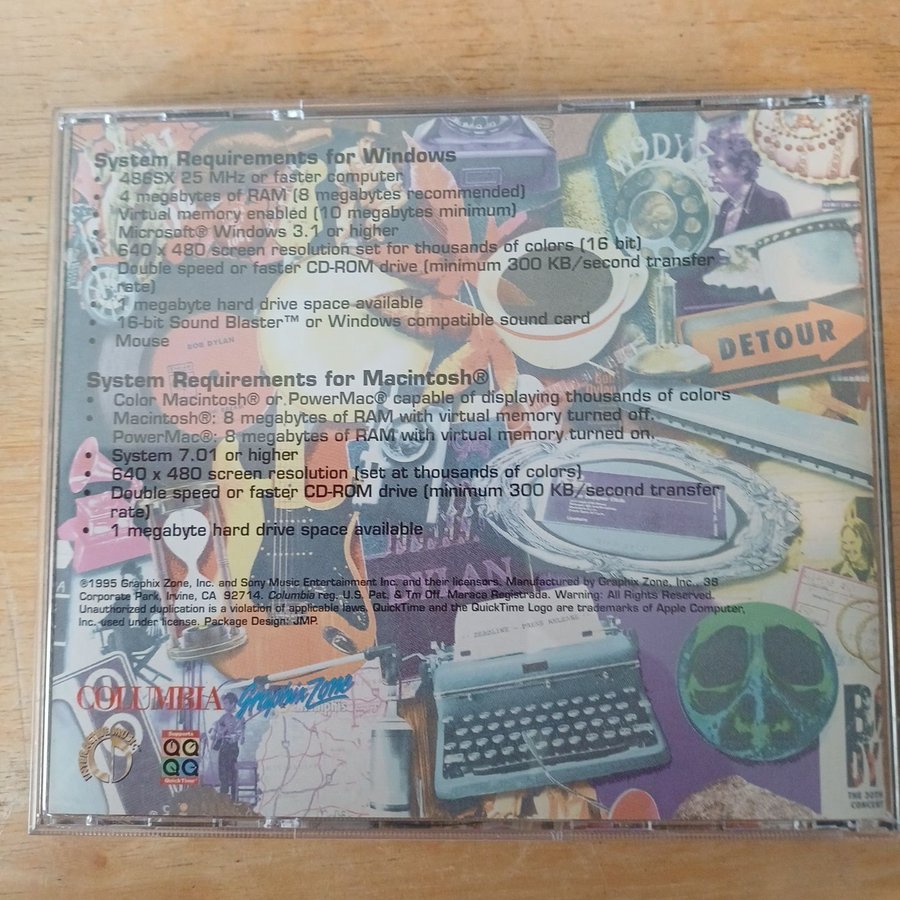 System Requirements for Windows
• 486SX 25 MHz or faster computer
• 4 megabytes of RAM (8 megabytes recommended)
• Virtual memory enabled (10 megabytes minimum)
• Microsoft® Windows 3.1 or higher
• 640 x 480 screen resolution set for thousands of colors (16 bit)
• Double speed or faster CD-ROM drive (minimum 300 KB/second transfer
rate)
• 1 megabyte hard drive space available
• 16-bit Sound Blaster™ or Windows compatible sound card
• Mouse
WODY'S
BOB DYLAN
DETOUR
System Requirements for Macintosh®
• Color Macintosh® or PowerMac® capable of displaying thousands of colors
• Macintosh®: 8 megabytes of RAM with virtual memory turned off.
PowerMac®: 8 megabytes of RAM with virtual memory turned on.
• System 7.01 or higher
• 640 x 480 screen resolution (set at thousands of colors)
• Double speed or faster CD-ROM drive (minimum 300 KB/second transfer
rate)
• 1 megabyte hard drive space available
DYLAN
©1995 Graphix Zone, Inc. and Sony Music Entertainment Inc. and their licensors. Manufactured by Graphix Zone, Inc., 38
Corporate Park, Irvine, CA 92714. Columbia reg. U.S. Pat. & Tm Off. Marca Registrada. Warning: All Rights Reserved.
Unauthorized duplication is a violation of applicable laws. QuickTime and the QuickTime Logo are trademarks of Apple Computer,
Inc. used under license. Package Design: JMP.
DEADLINE - PRESS RELEASE
COLUMBIA
Graphix Zone
Supports
QuickTime
THE 30TH
CONCERT